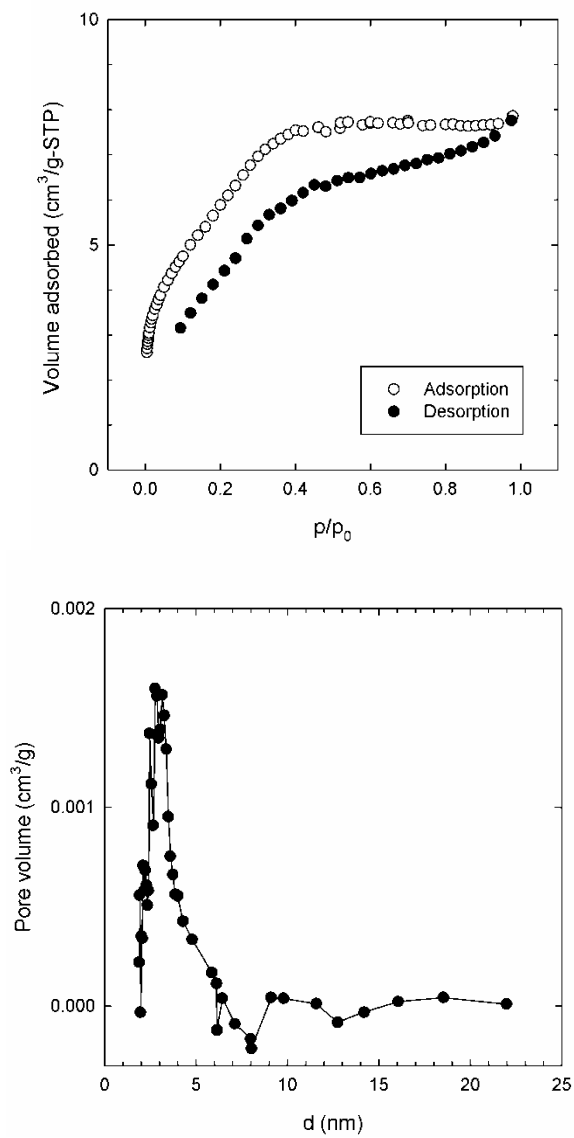 10
5
0
Volume adsorbed (cm³/g-STP)
Adsorption
Desorption
0.0 0.2 0.4 0.6 0.8 1.0
p/p₀
0.002
0.001
0.000
Pore volume (cm³/g)
0 5 10 15 20 25
d (nm)